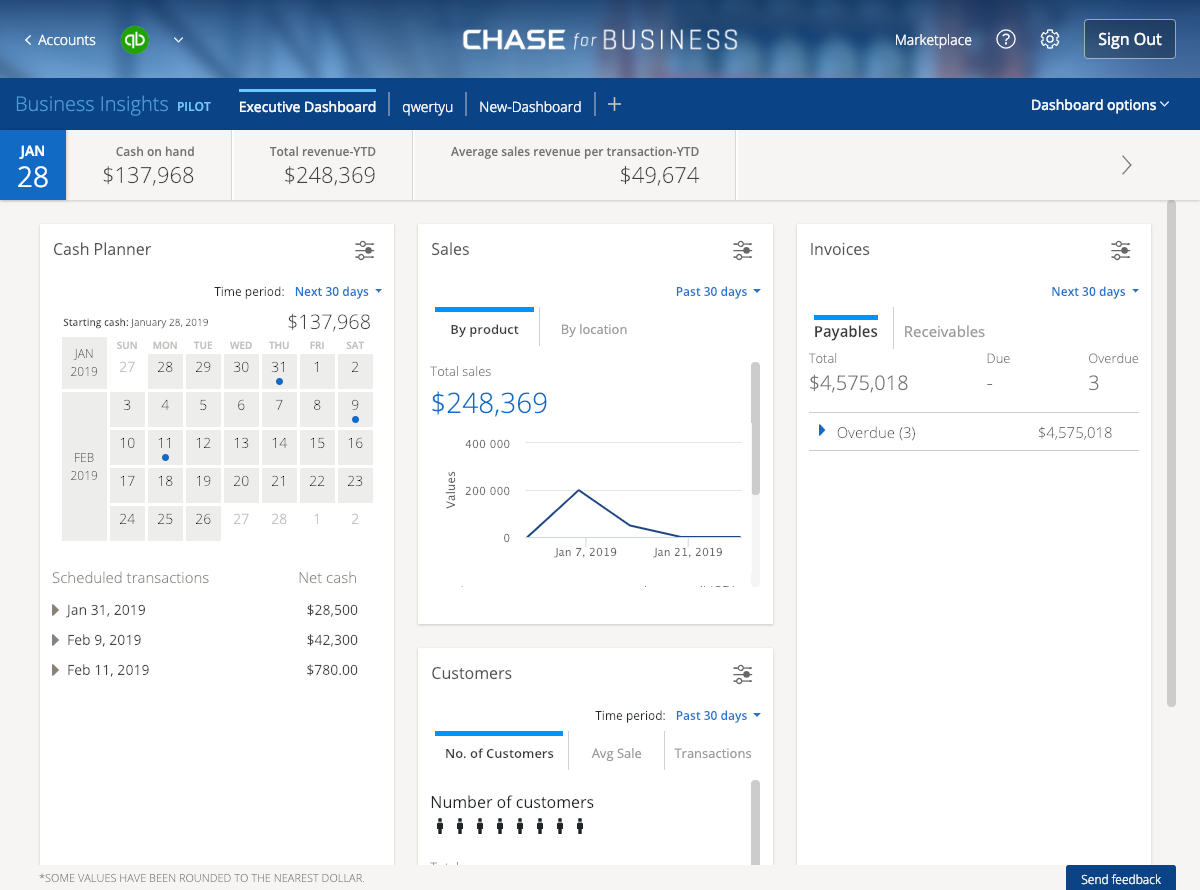 Accounts
qb
CHASE for BUSINESS
Marketplace
?
Sign Out
Business Insights PILOT
Executive Dashboard
qwertyu
New-Dashboard
+
Dashboard options
JAN
28
Cash on hand
$137,968
Total revenue-YTD
$248,369
Average sales revenue per transaction-YTD
$49,674
Cash Planner
Time period: Next 30 days
Starting cash: January 28, 2019 $137,968
SUN MON TUE WED THU FRI SAT
JAN
2019
27 28 29 30 31 1 2
FEB
2019
3 4 5 6 7 8 9
10 11 12 13 14 15 16
17 18 19 20 21 22 23
24 25 26 27 28 1 2
Scheduled transactions Net cash
Jan 31, 2019 $28,500
Feb 9, 2019 $42,300
Feb 11, 2019 $780.00
Sales
Past 30 days
By product By location
Total sales
$248,369
Values
400 000
200 000
0
Jan 7, 2019 Jan 21, 2019
Customers
Time period: Past 30 days
No. of Customers Avg Sale Transactions
Number of customers
Invoices
Next 30 days
Payables Receivables
Total Due Overdue
$4,575,018 - 3
Overdue (3) $4,575,018
*SOME VALUES HAVE BEEN ROUNDED TO THE NEAREST DOLLAR.
Send feedback